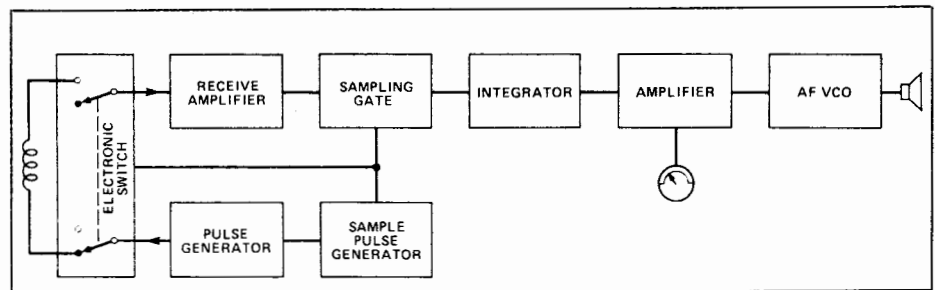 ELECTRONIC
SWITCH
RECEIVE
AMPLIFIER
SAMPLING
GATE
INTEGRATOR
AMPLIFIER
AF VCO
PULSE
GENERATOR
SAMPLE
PULSE
GENERATOR